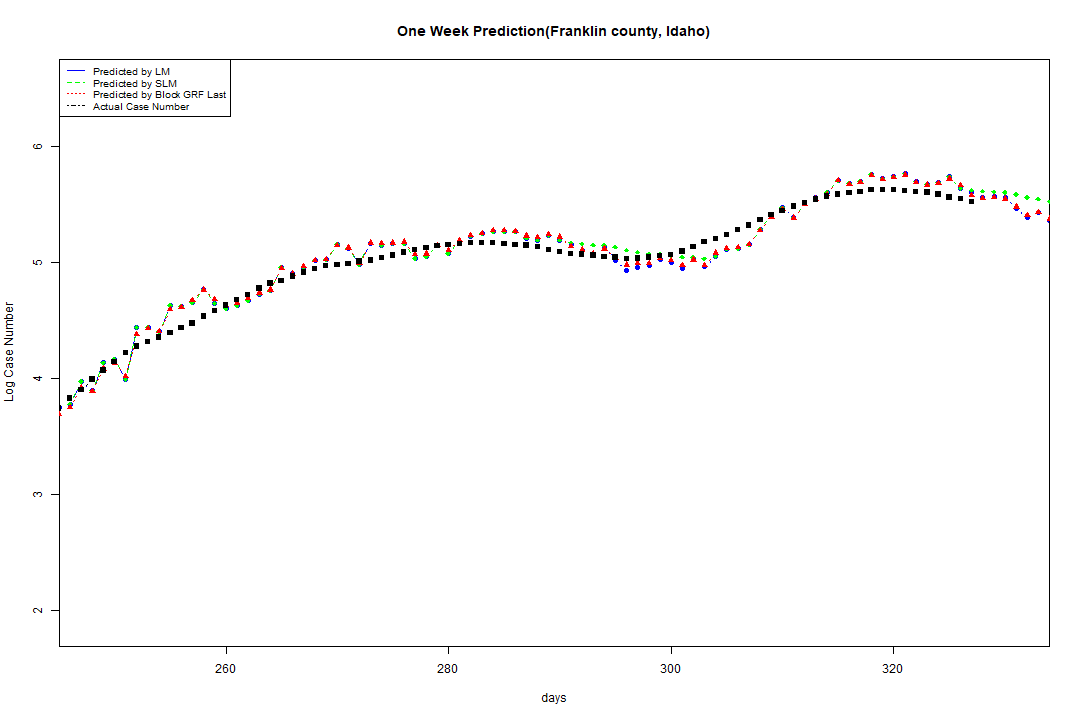 One Week Prediction(Franklin county, Idaho)
Predicted by LM
Predicted by SLM
Predicted by Block GRF Last
Actual Case Number
6
5
4
3
2
Log Case Number
260 280 300 320
days